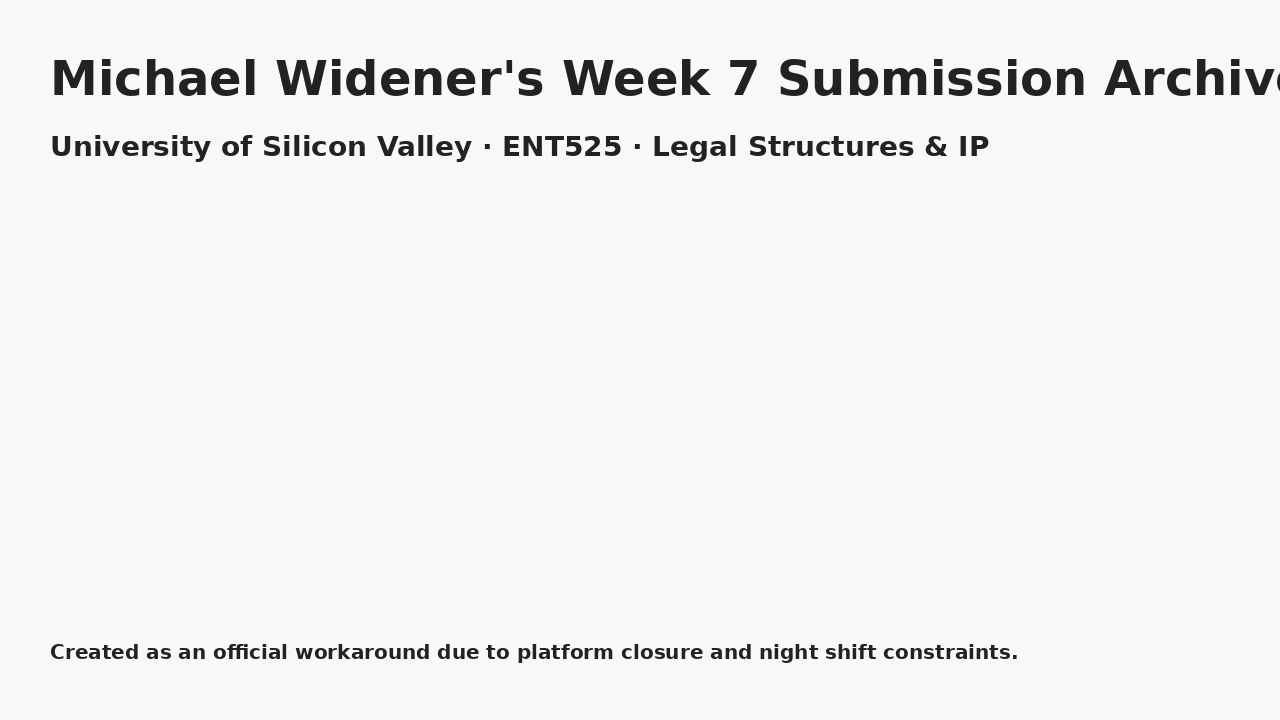 Michael Widener's Week 7 Submission Archive
University of Silicon Valley · ENT525 · Legal Structures & IP
Created as an official workaround due to platform closure and night shift constraints.